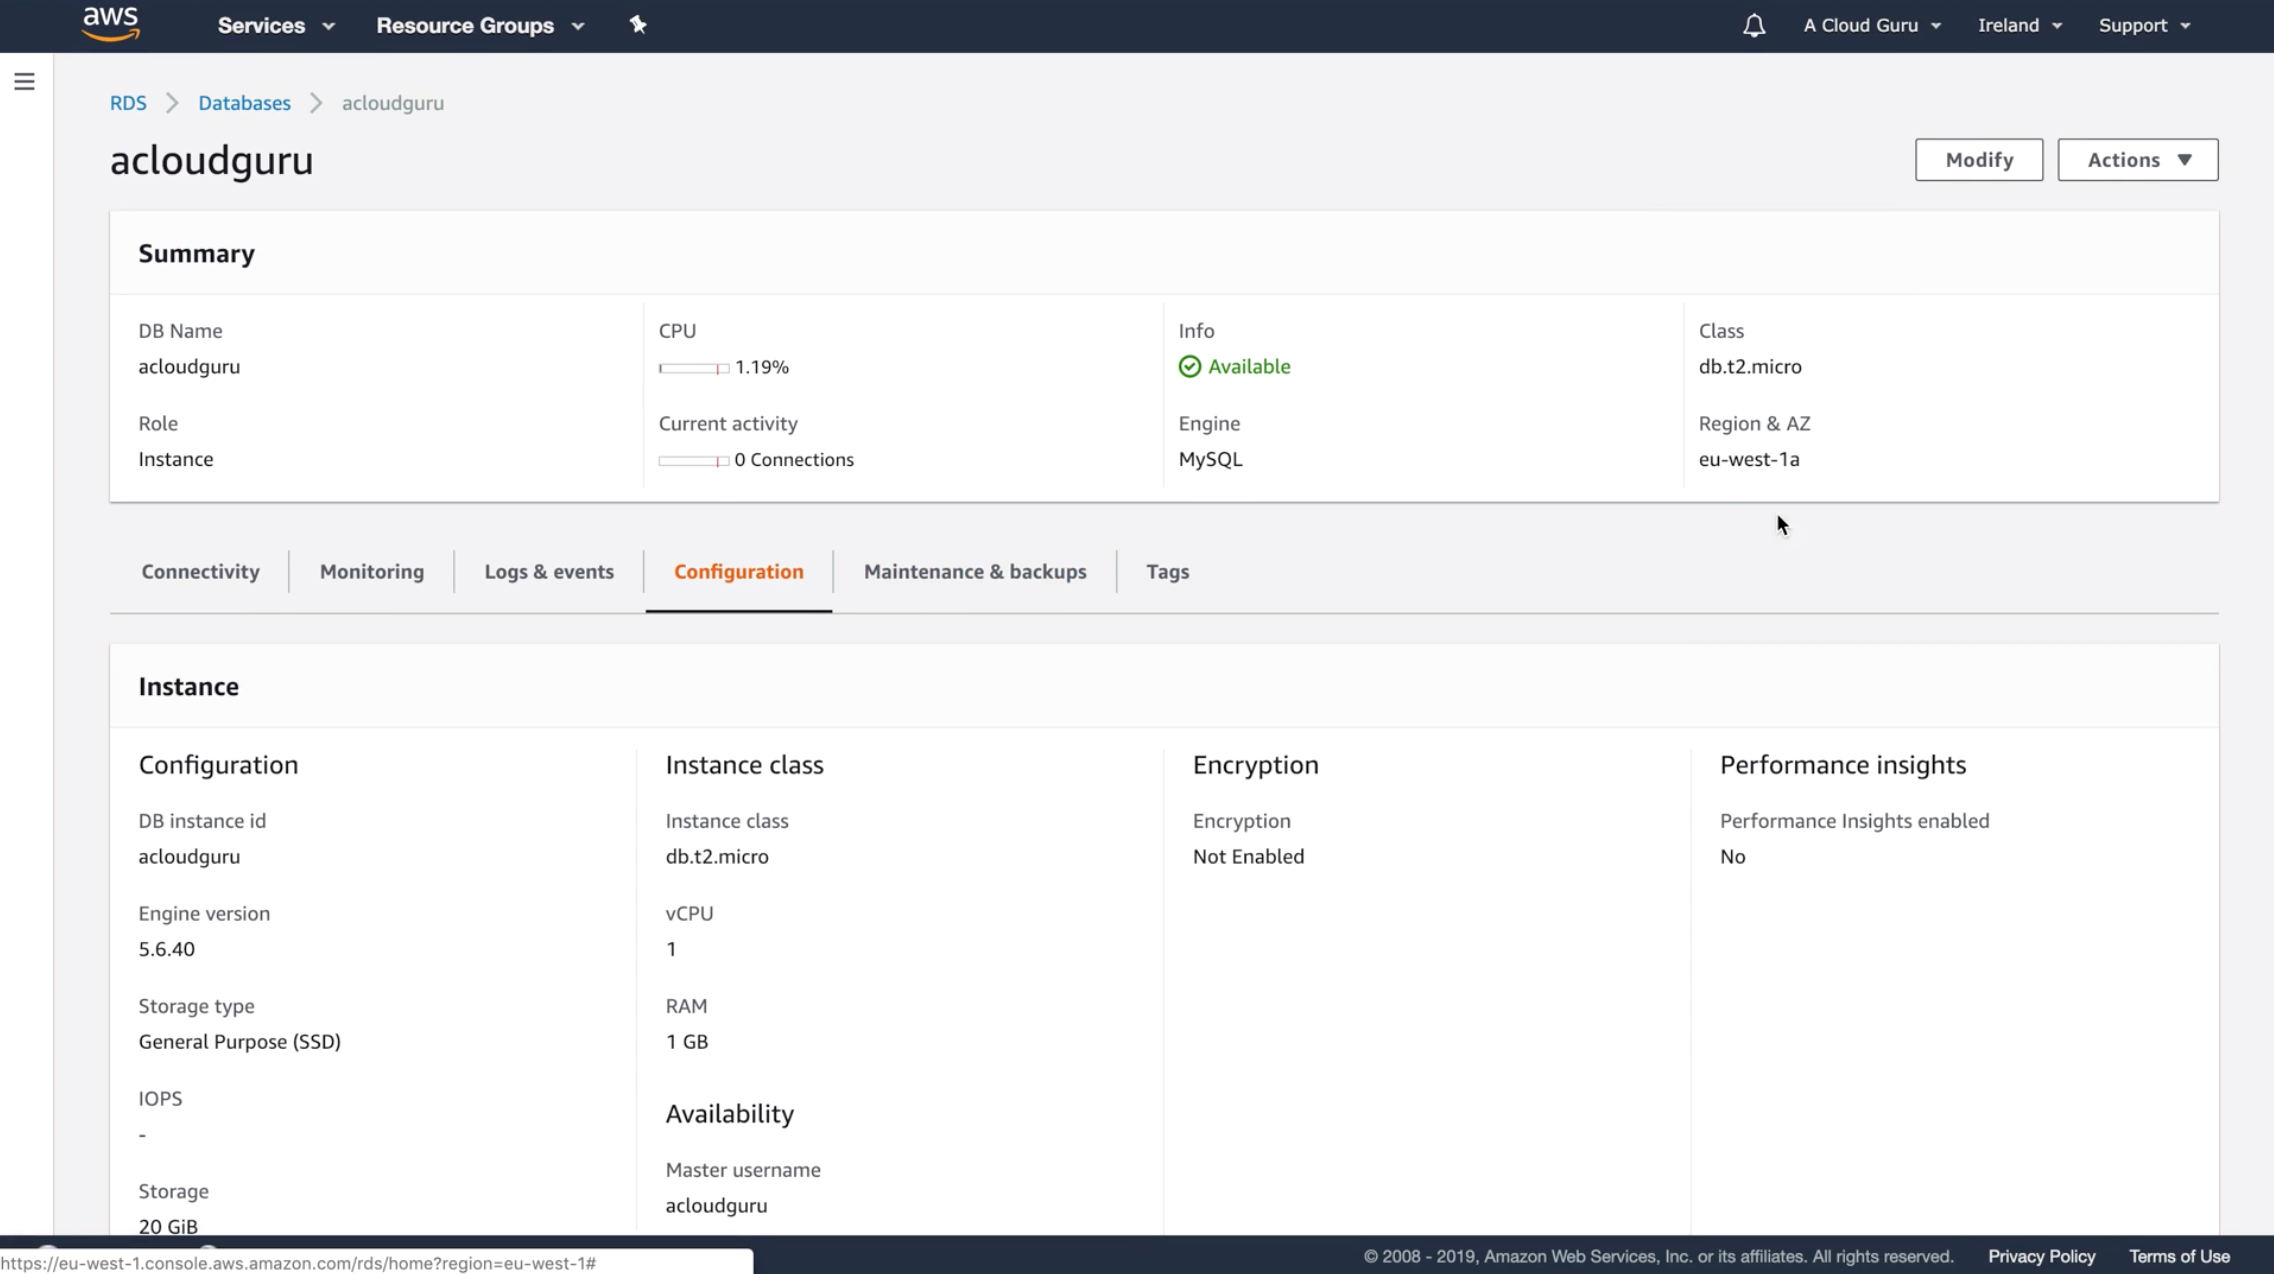 aws Services Resource Groups A Cloud Guru Ireland Support
RDS Databases acloudguru
acloudguru
Modify Actions
Summary
DB Name CPU Info Class
acloudguru 1.19% Available db.t2.micro
Role Current activity Engine Region & AZ
Instance 0 Connections MySQL eu-west-1a
Connectivity Monitoring Logs & events Configuration Maintenance & backups Tags
Instance
Configuration Instance class Encryption Performance insights
DB instance id Instance class Encryption Performance Insights enabled
acloudguru db.t2.micro Not Enabled No
Engine version vCPU
5.6.40 1
Storage type RAM
General Purpose (SSD) 1 GB
IOPS Availability
-
Storage Master username
20 GiB acloudguru
https://eu-west-1.console.aws.amazon.com/rds/home?region=eu-west-1# © 2008 - 2019, Amazon Web Services, Inc. or its affiliates. All rights reserved. Privacy Policy Terms of Use